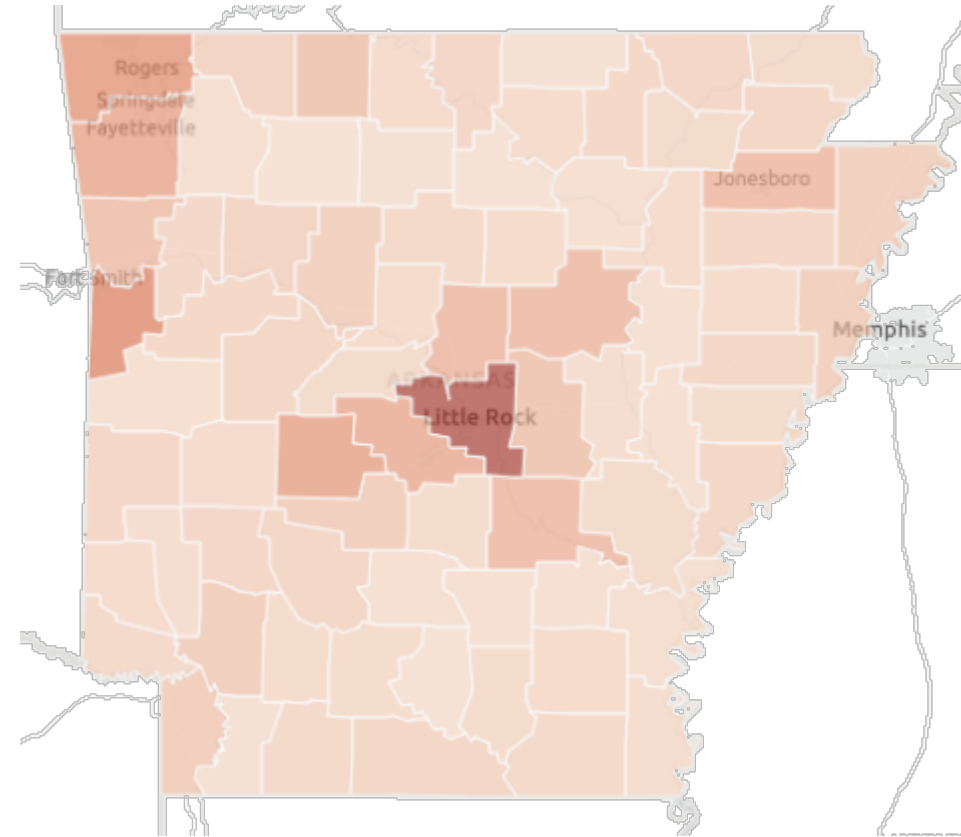 Rogers
Springdale
Fayetteville
Jonesboro
Fort Smith
Memphis
ARKANSAS
Little Rock